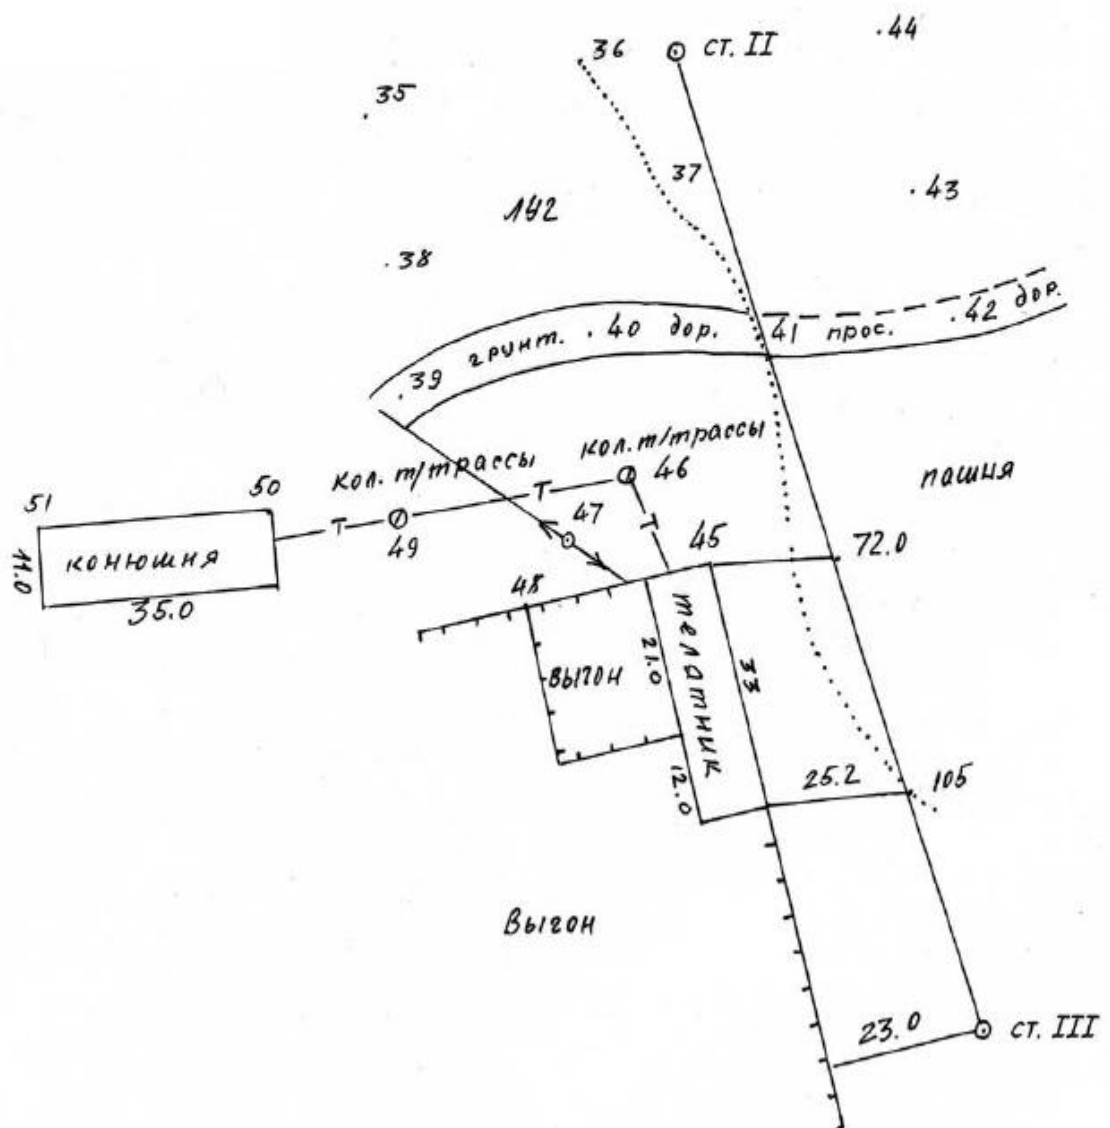 36
ст. II
.44
35
37
.43
луг
.38
грунт. .40 дор.
41 прос. .42 дор.
.39
кол. т/трассы
46
кол. т/трассы
пашня
51
50
Т
Т
47
49
Т
45
72.0
конюшня
11.0
35.0
48
телатник
21.0
33
выгон
12.0
25.2
105
Выгон
23.0
ст. III